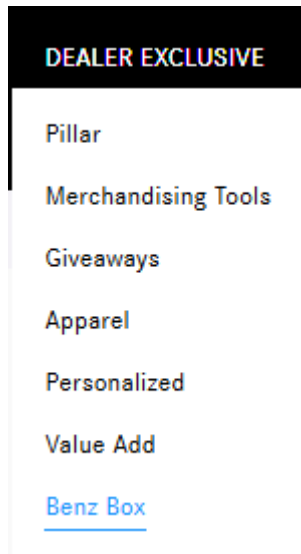 DEALER EXCLUSIVE
Pillar
Merchandising Tools
Giveaways
Apparel
Personalized
Value Add
Benz Box